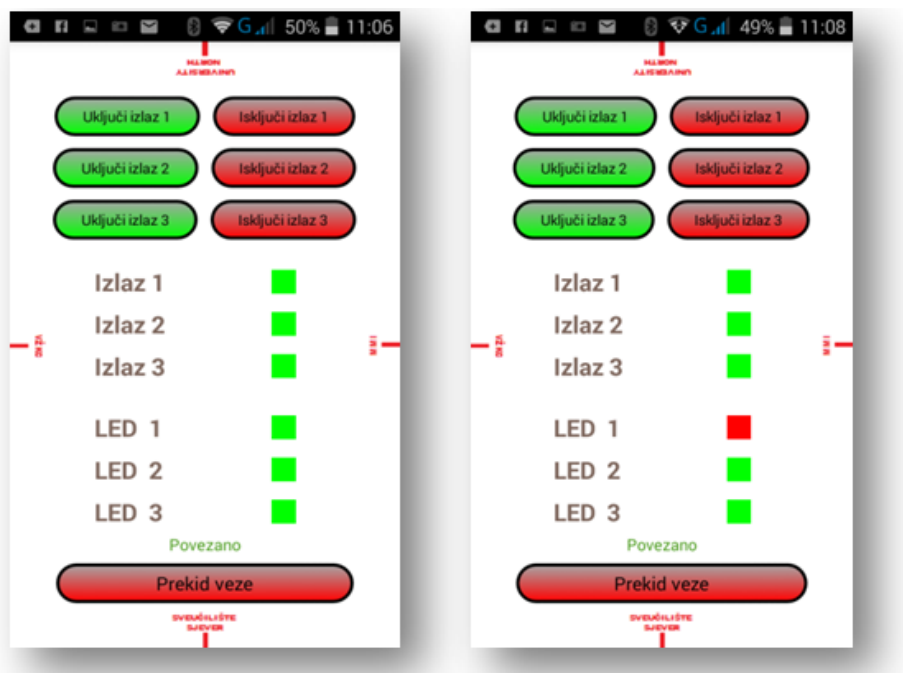 50% 11:06
UNIVERSITY
NORTH
Uključi izlaz 1 Isključi izlaz 1
Uključi izlaz 2 Isključi izlaz 2
Uključi izlaz 3 Isključi izlaz 3
Izlaz 1
Izlaz 2
Izlaz 3
LED 1
LED 2
LED 3
Povezano
Prekid veze
SVEUČILIŠTE
SJEVER
G 49% 11:08
UNIVERSITY
NORTH
Uključi izlaz 1 Isključi izlaz 1
Uključi izlaz 2 Isključi izlaz 2
Uključi izlaz 3 Isključi izlaz 3
Izlaz 1
Izlaz 2
Izlaz 3
LED 1
LED 2
LED 3
Povezano
Prekid veze
SVEUČILIŠTE
SJEVER